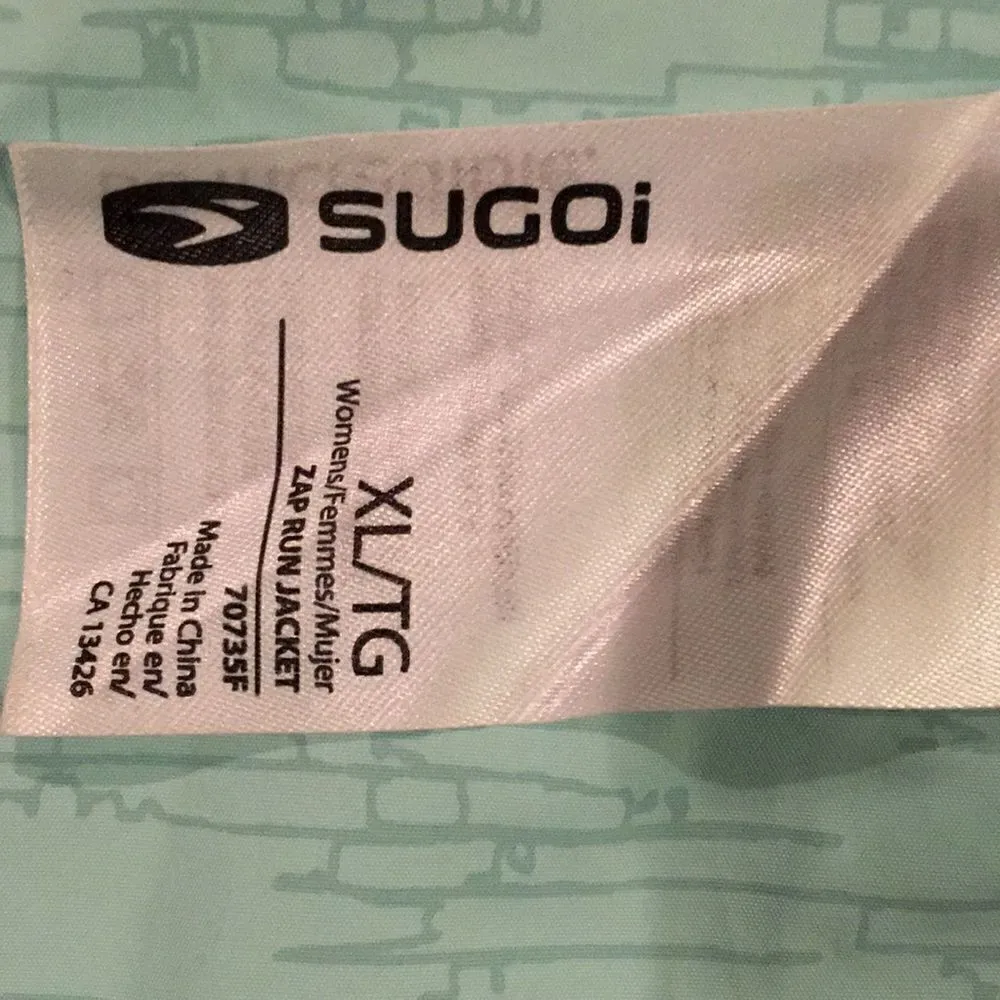 SUGOi
XL/TG
Womens/Femmes/Mujer
ZAP RUN JACKET
70735F
Made In China
Fabrique en/
Hecho en/
CA 13426